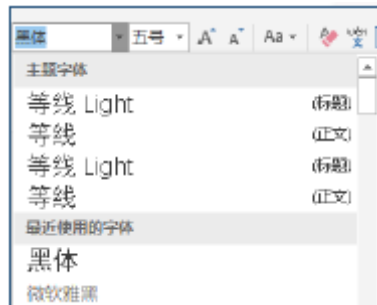 黑体 五号 A A Aa wén 文
主题字体
等线 Light (标题)
等线 (正文)
等线 Light (标题)
等线 (正文)
最近使用的字体
黑体
微软雅黑